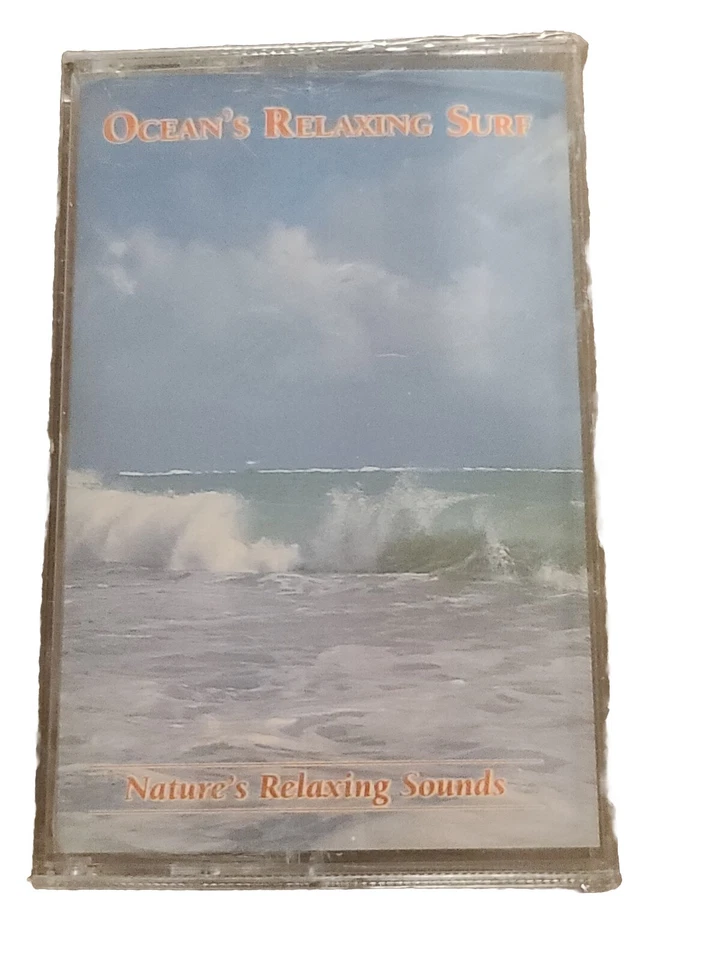 Ocean's Relaxing Surf
Nature's Relaxing Sounds